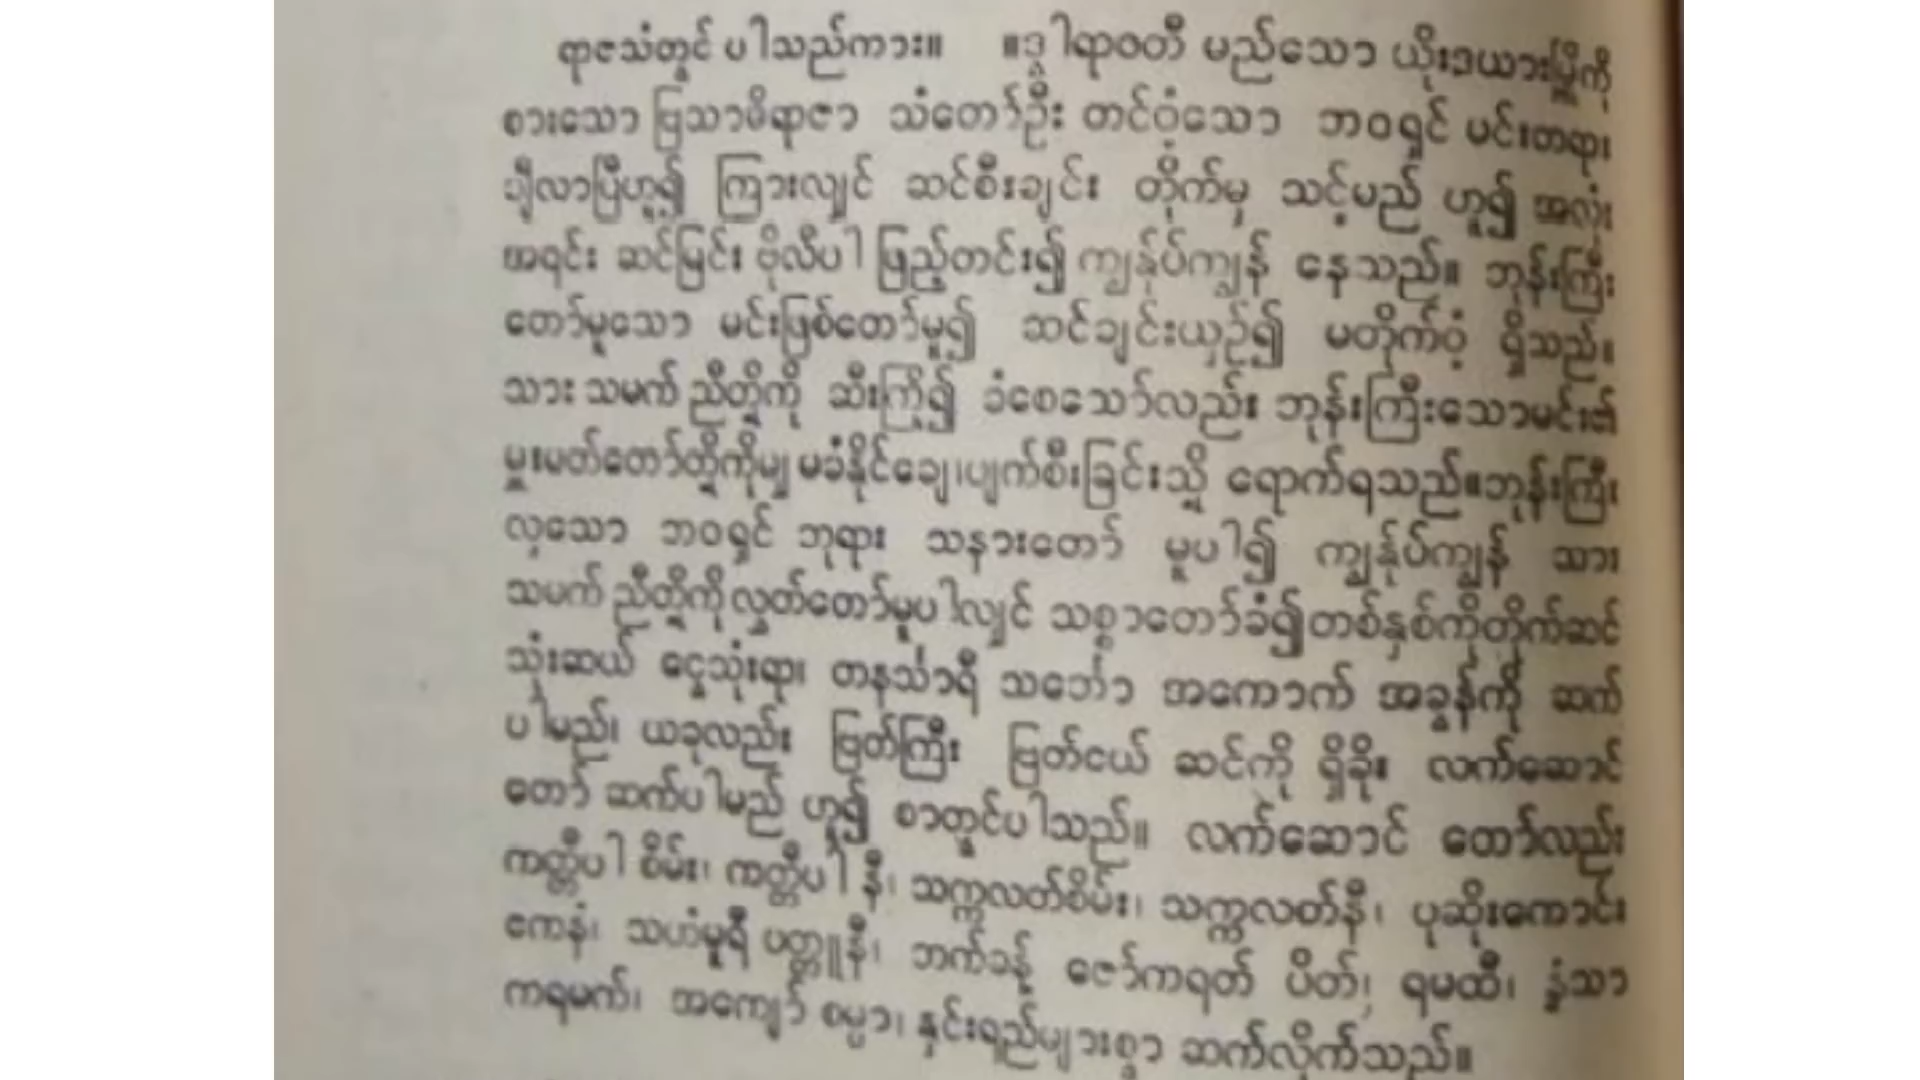 ရာဇသံတွင် ပါသည်ကား။ ။ဒွါရာဝတီ မည်သော ယိုးဒယားမြို့ကို
စားသော ဗြသာဓိရာဇာ သံတော်ဦး တင်ဝံ့သော ဘဝရှင် မင်းတရား
ချီလာပြီဟူ၍ ကြားလျှင် ဆင်စီးချင်း တိုက်မှ သင့်မည် ဟူ၍ အလုံး
အရင်း ဆင်မြင်း ဗိုလ်ပါ ဖြည့်တင်း၍ ကျွန်ုပ်ကျွန် နေသည်။ ဘုန်းကြီး
တော်မူသော မင်းဖြစ်တော်မူ၍ ဆင်ချင်းယှဉ်၍ မတိုက်ဝံ့ ရှိသည်။
သား သမက် ညီတို့ကို ဆီးကြို၍ ခံစေသော်လည်း ဘုန်းကြီးသောမင်း၏
မှူးမတ်တော်တို့ကိုမျှ မခံနိုင်ချေ၊ပျက်စီးခြင်းသို့ ရောက်ရသည်။ဘုန်းကြီး
လှသော ဘဝရှင် ဘုရား သနားတော် မူပါ၍ ကျွန်ုပ်ကျွန် သား
သမက် ညီတို့ကို လွှတ်တော်မူပါလျှင် သစ္စာတော်ခံ၍တစ်နှစ်ကိုတိုက်ဆင်
သုံးဆယ် ငွေသုံးရာ၊ တနင်္သာရီ သင်္ဘော အကောက် အခွန်ကို ဆက်
ပါမည်၊ ယခုလည်း ဗြတ်ကြီး ဗြတ်ငယ် ဆင်ကို ရှိခိုး လက်ဆောင်
တော် ဆက်ပါမည် ဟူ၍ စာတွင်ပါသည်။ လက်ဆောင် တော်လည်း
ကတ္တီပါ စိမ်း၊ ကတ္တီပါ နီ၊ သက္ကလတ်စိမ်း၊ သက္ကလတ်နီ၊ ပုဆိုးကောင်း
ဧကနံ၊ သဟံမူရီ ပတ္တူနီ၊ ဘက်ခန့် ဇော်ကရတ် ပိတ်၊ ရမထီ၊ နံ့သာ
ကရမက်၊ အကျော် စမ္ပာ၊ နှင်းရည်များစွာ ဆက်လိုက်သည်။